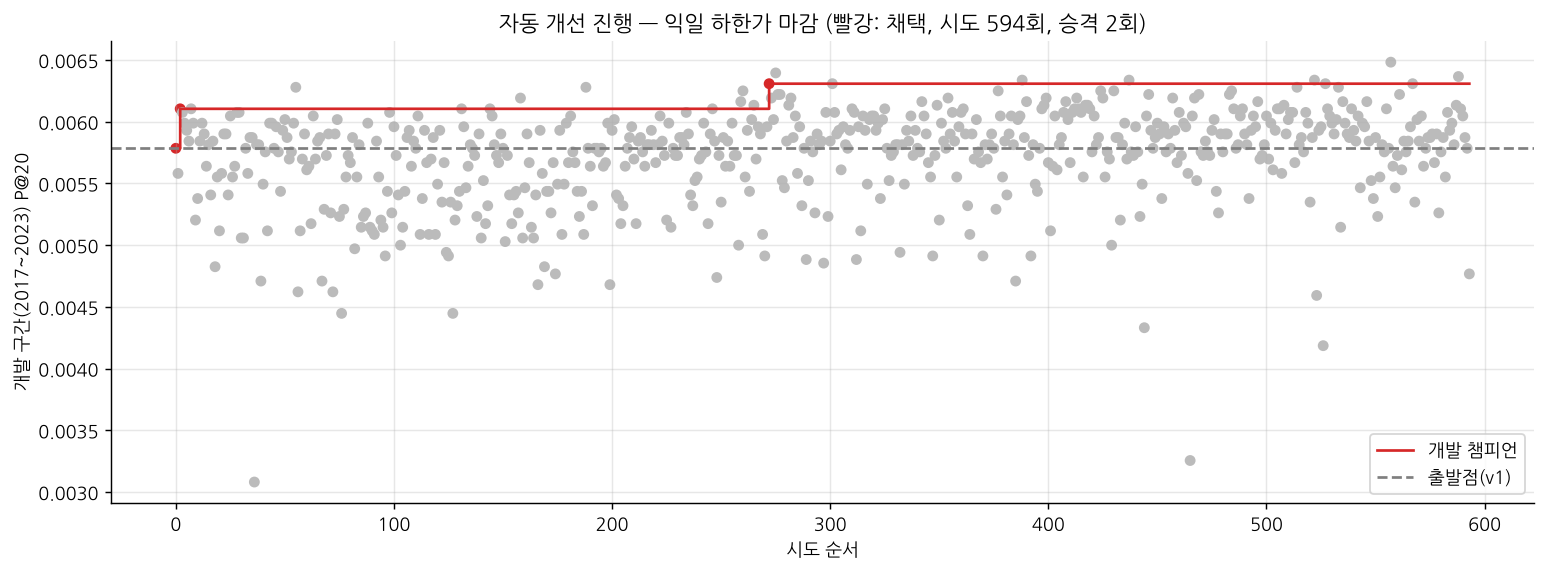 자동 개선 진행 — 익일 하한가 마감 (빨강: 채택, 시도 594회, 승격 2회)
개발 구간(2017~2023) P@20
0.0065
0.0060
0.0055
0.0050
0.0045
0.0040
0.0035
0.0030
개발 챔피언
출발점(v1)
0 100 200 300 400 500 600
시도 순서